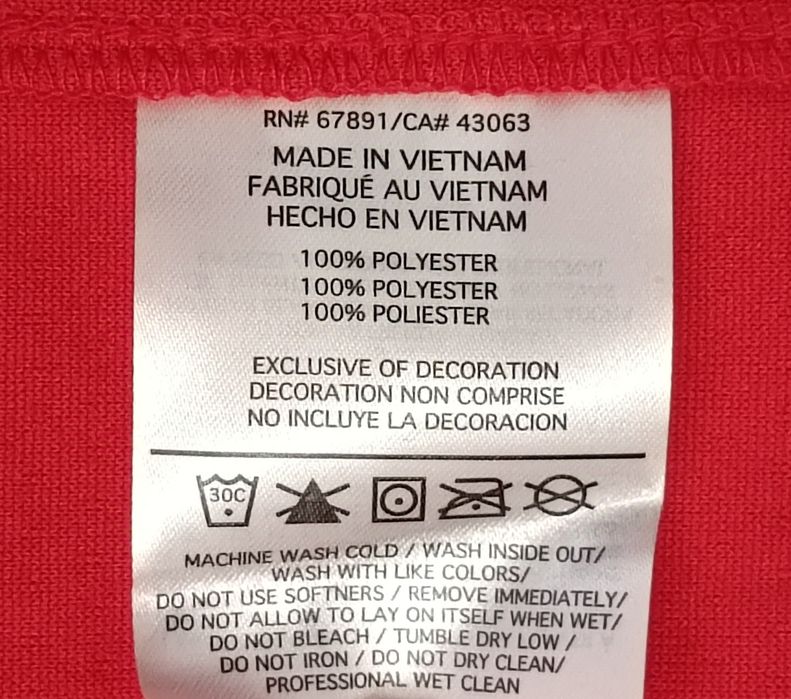 RN# 67891/CA# 43063
MADE IN VIETNAM
FABRIQUÉ AU VIETNAM
HECHO EN VIETNAM
100% POLYESTER
100% POLYESTER
100% POLIESTER
EXCLUSIVE OF DECORATION
DECORATION NON COMPRISE
NO INCLUYE LA DECORACION
30C
MACHINE WASH COLD / WASH INSIDE OUT/
WASH WITH LIKE COLORS/
DO NOT USE SOFTNERS / REMOVE IMMEDIATELY/
DO NOT ALLOW TO LAY ON ITSELF WHEN WET/
DO NOT BLEACH / TUMBLE DRY LOW /
DO NOT IRON / DO NOT DRY CLEAN/
PROFESSIONAL WET CLEAN